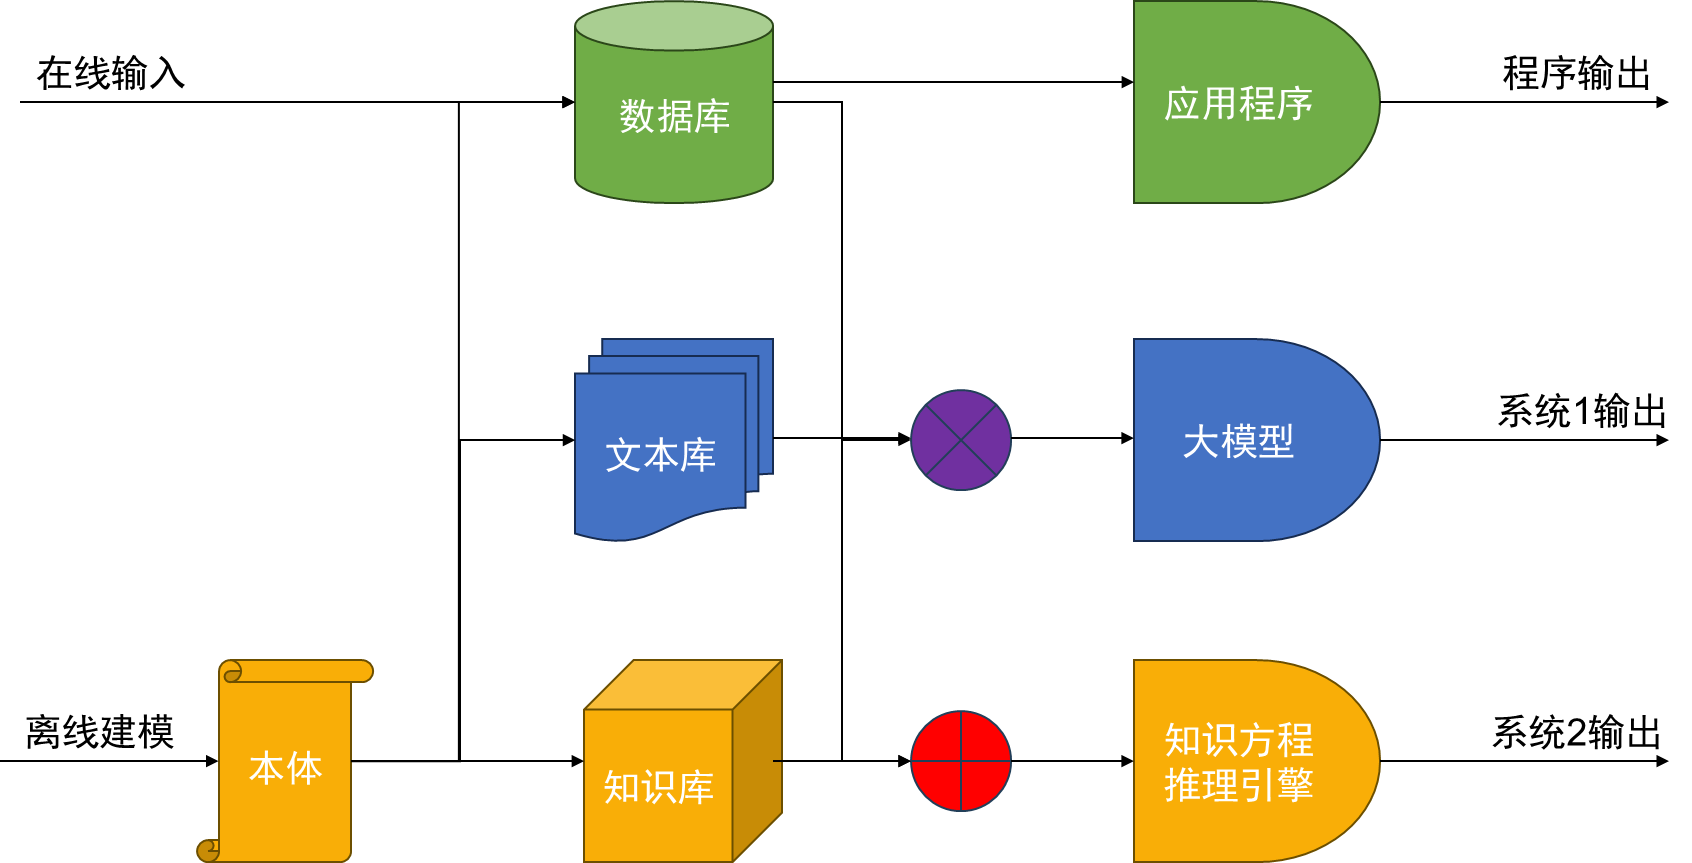 在线输入
数据库
应用程序
程序输出
文本库
大模型
系统1输出
离线建模
本体
知识库
知识方程
推理引擎
系统2输出